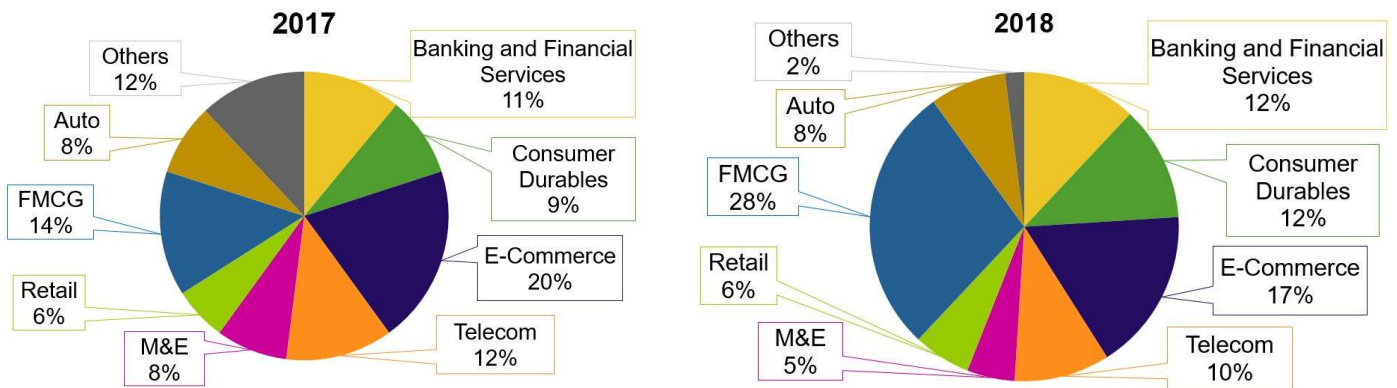 2017
Others
12%
Banking and Financial
Services
11%
Auto
8%
Consumer
Durables
9%
FMCG
14%
E-Commerce
20%
Retail
6%
M&E
8%
Telecom
12%
2018
Others
2%
Banking and Financial
Services
12%
Auto
8%
Consumer
Durables
12%
FMCG
28%
E-Commerce
17%
Retail
6%
M&E
5%
Telecom
10%